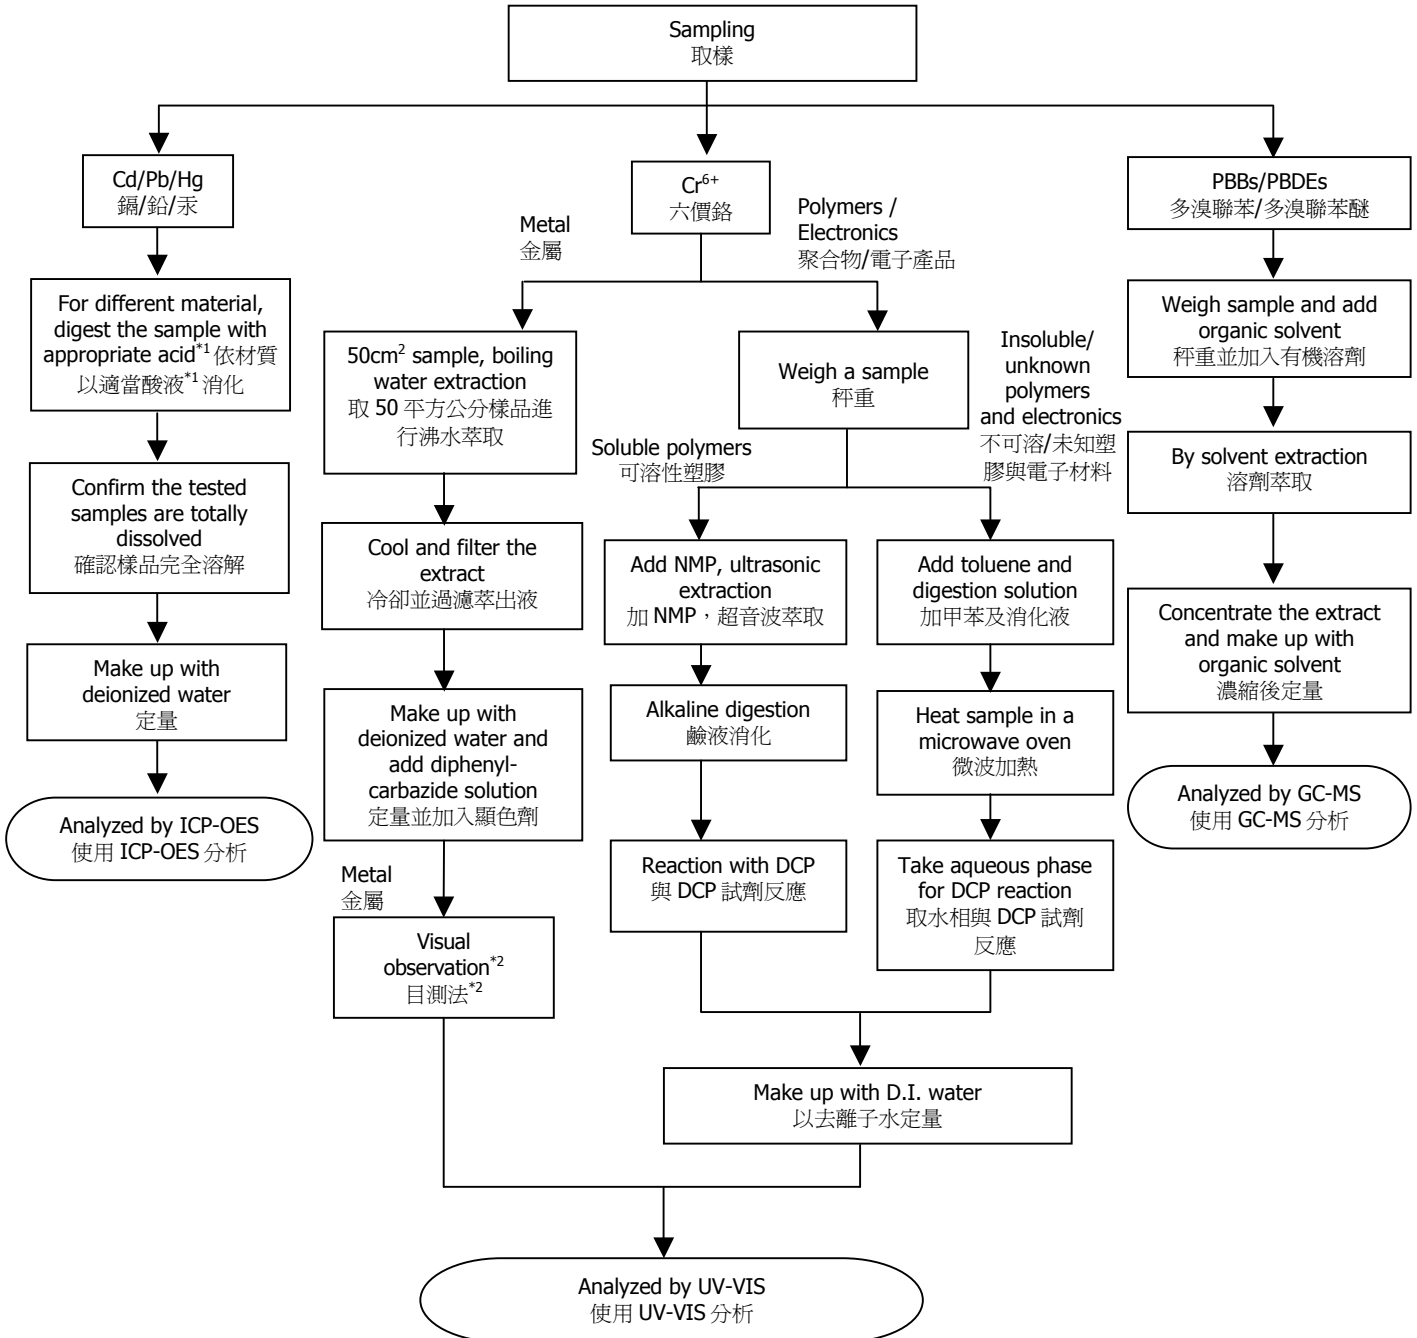 Sampling
取樣
Cd/Pb/Hg
鎘/鉛/汞
For different material,
digest the sample with
appropriate acid*1 依材質
以適當酸液*1 消化
Confirm the tested
samples are totally
dissolved
確認樣品完全溶解
Make up with
deionized water
定量
Analyzed by ICP-OES
使用 ICP-OES 分析
Cr6+
六價鉻
Metal
金屬
Polymers /
Electronics
聚合物/電子產品
50cm2 sample, boiling
water extraction
取 50 平方公分樣品進
行沸水萃取
Cool and filter the
extract
冷卻並過濾萃出液
Make up with
deionized water and
add diphenyl-
carbazide solution
定量並加入顯色劑
Metal
金屬
Visual
observation*2
目測法*2
Weigh a sample
秤重
Soluble polymers
可溶性塑膠
Insoluble/
unknown
polymers
and electronics
不可溶/未知塑
膠與電子材料
Add NMP, ultrasonic
extraction
加 NMP，超音波萃取
Alkaline digestion
鹼液消化
Reaction with DCP
與 DCP 試劑反應
Add toluene and
digestion solution
加甲苯及消化液
Heat sample in a
microwave oven
微波加熱
Take aqueous phase
for DCP reaction
取水相與 DCP 試劑
反應
Make up with D.I. water
以去離子水定量
Analyzed by UV-VIS
使用 UV-VIS 分析
PBBs/PBDEs
多溴聯苯/多溴聯苯醚
Weigh sample and add
organic solvent
秤重並加入有機溶劑
By solvent extraction
溶劑萃取
Concentrate the extract
and make up with
organic solvent
濃縮後定量
Analyzed by GC-MS
使用 GC-MS 分析